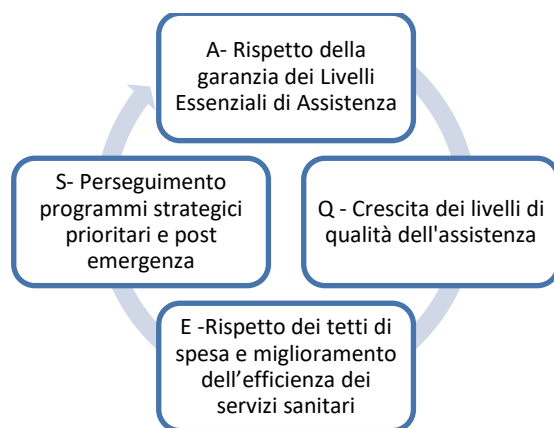 A- Rispetto della
garanzia dei Livelli
Essenziali di Assistenza
Q - Crescita dei livelli di
qualità dell'assistenza
E -Rispetto dei tetti di
spesa e miglioramento
dell’efficienza dei
servizi sanitari
S- Perseguimento
programmi strategici
prioritari e post
emergenza